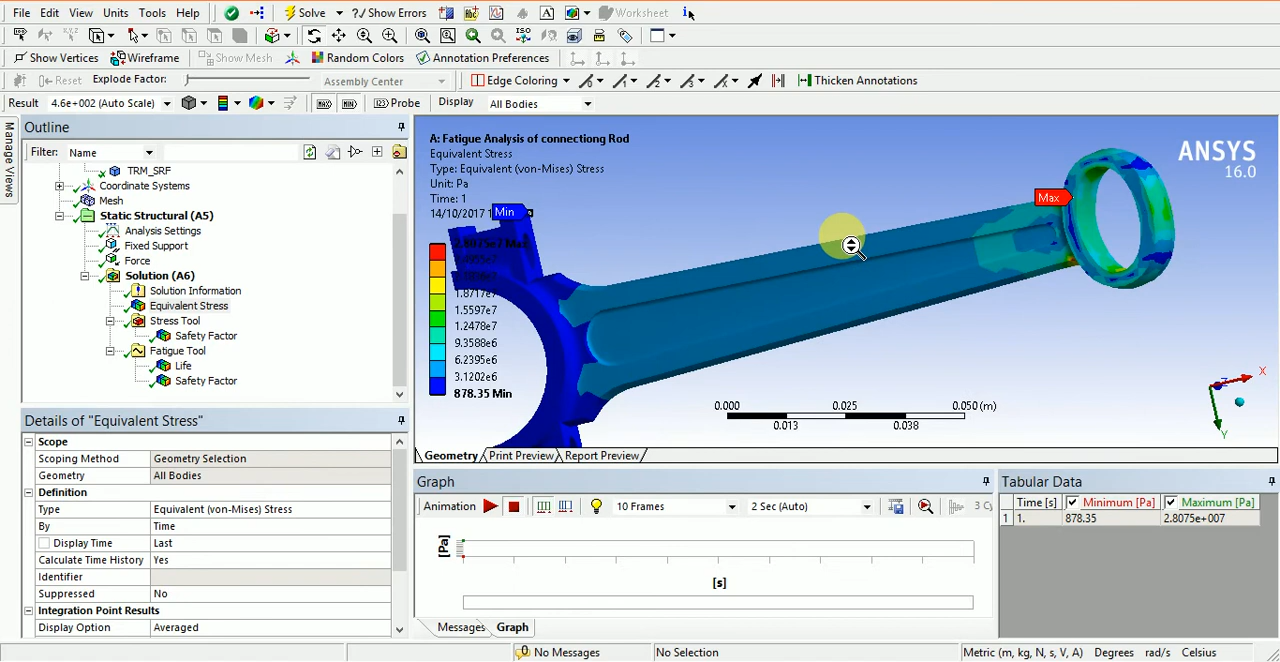 File Edit View Units Tools Help Solve ?/ Show Errors Worksheet
Show Vertices Wireframe Show Mesh Random Colors Annotation Preferences
Reset Explode Factor: Assembly Center Edge Coloring Thicken Annotations
Result 4.6e+002 (Auto Scale) Probe Display All Bodies
Manage Views
Outline
Filter: Name
TRM_SRF
Coordinate Systems
Mesh
Static Structural (A5)
Analysis Settings
Fixed Support
Force
Solution (A6)
Solution Information
Equivalent Stress
Stress Tool
Safety Factor
Fatigue Tool
Life
Safety Factor
Details of "Equivalent Stress"
Scope
Scoping Method Geometry Selection
Geometry All Bodies
Definition
Type Equivalent (von-Mises) Stress
By Time
Display Time Last
Calculate Time History Yes
Identifier
Suppressed No
Integration Point Results
Display Option Averaged
A: Fatigue Analysis of connectiong Rod
Equivalent Stress
Type: Equivalent (von-Mises) Stress
Unit: Pa
Time: 1
14/10/2017 1
Min
2.8075e7 Max
1.8717e7
1.5597e7
1.2478e7
9.3588e6
6.2395e6
3.1202e6
878.35 Min
Max
ANSYS
16.0
0.000 0.025 0.050 (m)
0.013 0.038
X
Z
Y
Geometry Print Preview Report Preview
Graph
Animation 10 Frames 2 Sec (Auto) 3 Cy
[Pa]
[s]
Messages Graph
Tabular Data
Time [s] Minimum [Pa] Maximum [Pa]
1 1. 878.35 2.8075e+007
No Messages No Selection Metric (m, kg, N, s, V, A) Degrees rad/s Celsius